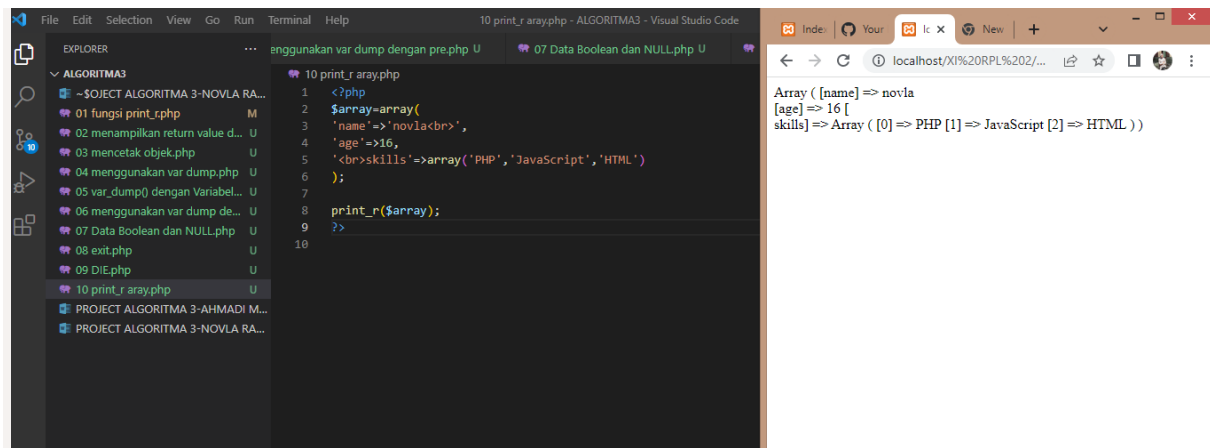 File Edit Selection View Go Run Terminal Help 10 print_r aray.php - ALGORITMA3 - Visual Studio Code
EXPLORER
ALGORITMA3
~$OJECT ALGORITMA 3-NOVLA RA...
01 fungsi print_r.php M
02 menampilkan return value d... U
03 mencetak objek.php U
04 menggunakan var dump.php U
05 var_dump() dengan Variabel... U
06 menggunakan var dump de... U
07 Data Boolean dan NULL.php U
08 exit.php U
09 DIE.php U
10 print_r aray.php U
PROJECT ALGORITMA 3-AHMADI M...
PROJECT ALGORITMA 3-NOVLA RA...
10
enggunakan var dump dengan pre.php U 07 Data Boolean dan NULL.php U
10 print_r aray.php
1 <?php
2 $array=array(
3 'name'=>'novla<br>',
4 'age'=>16,
5 '<br>skills'=>array('PHP','JavaScript','HTML')
6 );
7
8 print_r($array);
9 ?>
10
Inde Your Ic New
localhost/XI%20RPL%202/...
Array ( [name] => novla
[age] => 16 [
skills] => Array ( [0] => PHP [1] => JavaScript [2] => HTML ) )